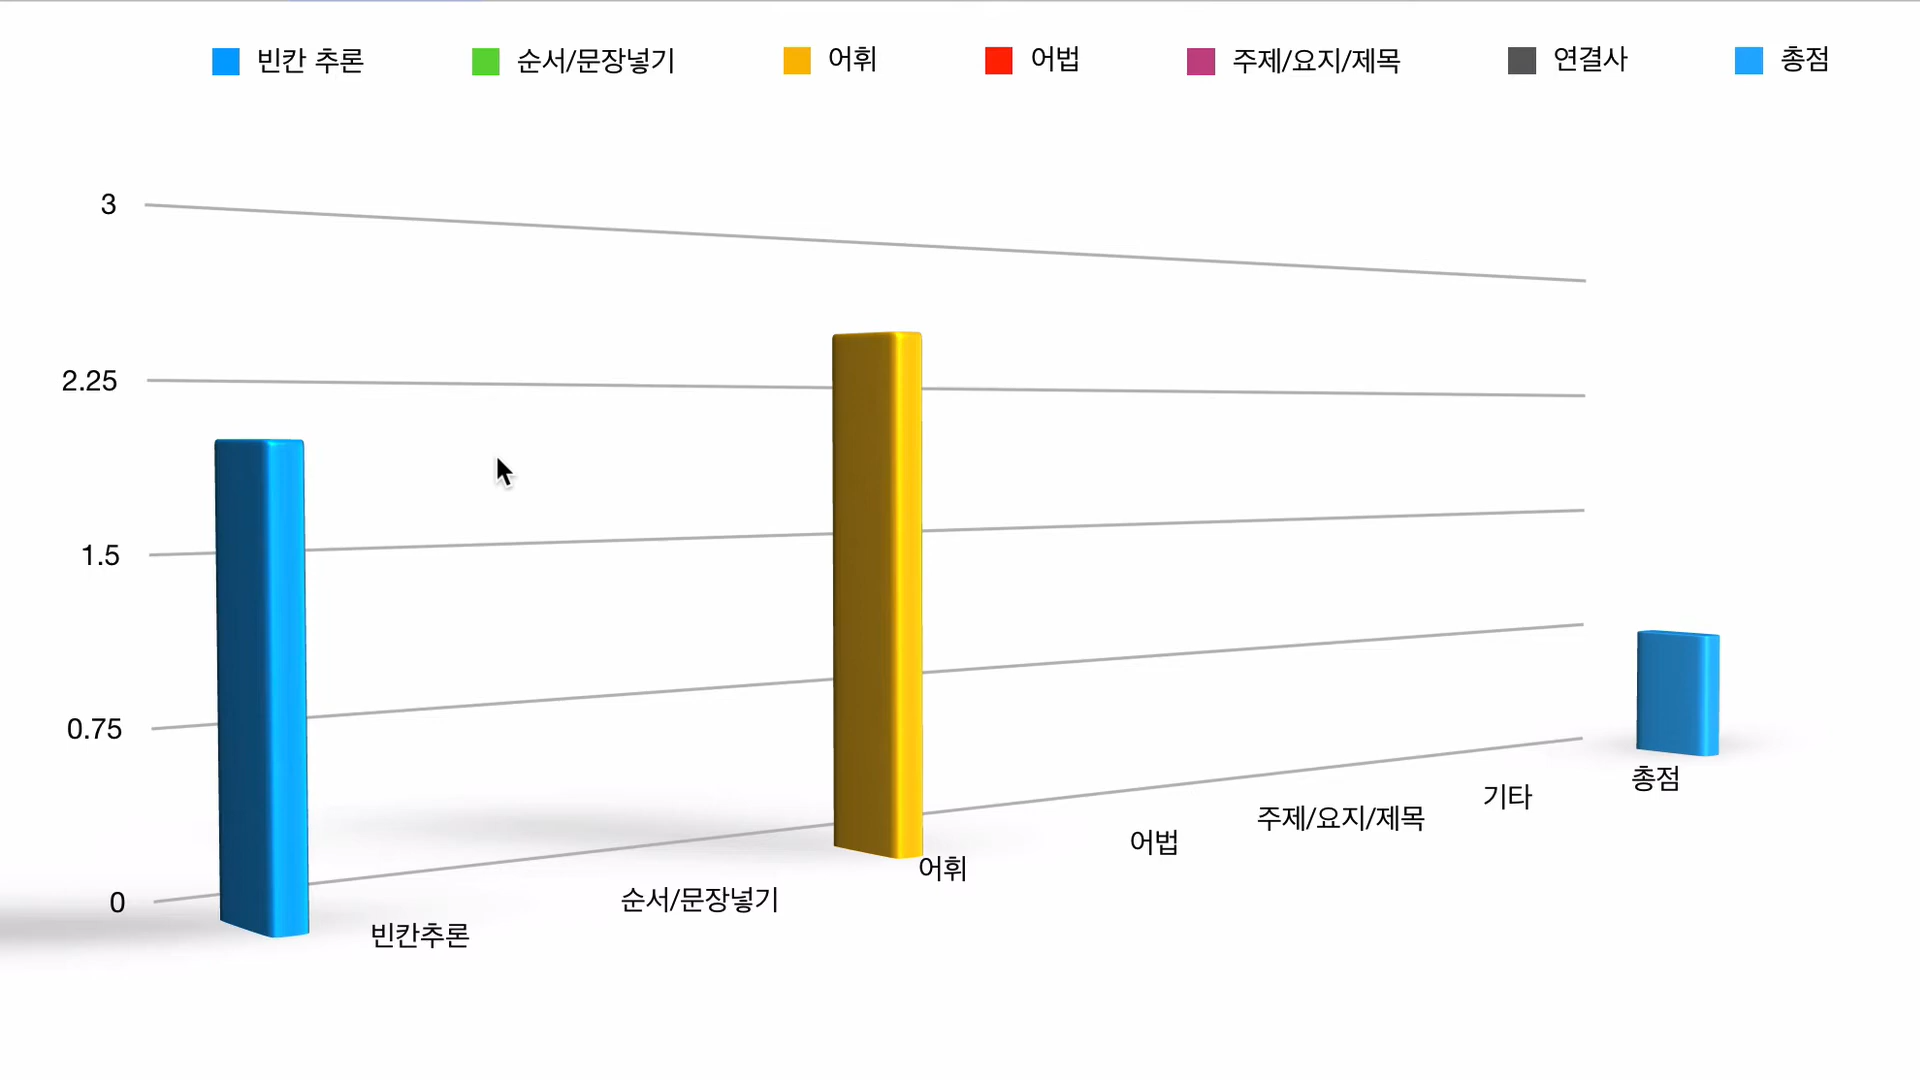 빈칸 추론 순서/문장넣기 어휘 어법 주제/요지/제목 연결사 총점
3
2.25
1.5
0.75
0
빈칸추론 순서/문장넣기 어휘 어법 주제/요지/제목 기타 총점